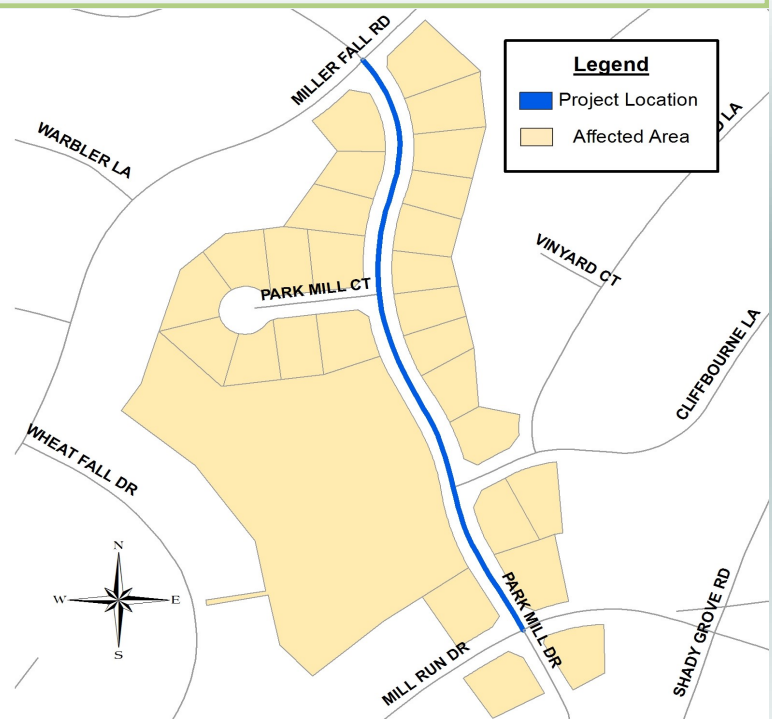 MILLER FALL RD
Legend
Project Location
Affected Area
WARBLER LA
D LA
VINYARD CT
PARK MILL CT
CLIFFBOURNE LA
WHEAT FALL DR
N
W
E
S
PARK MILL DR
SHADY GROVE RD
MILL RUN DR